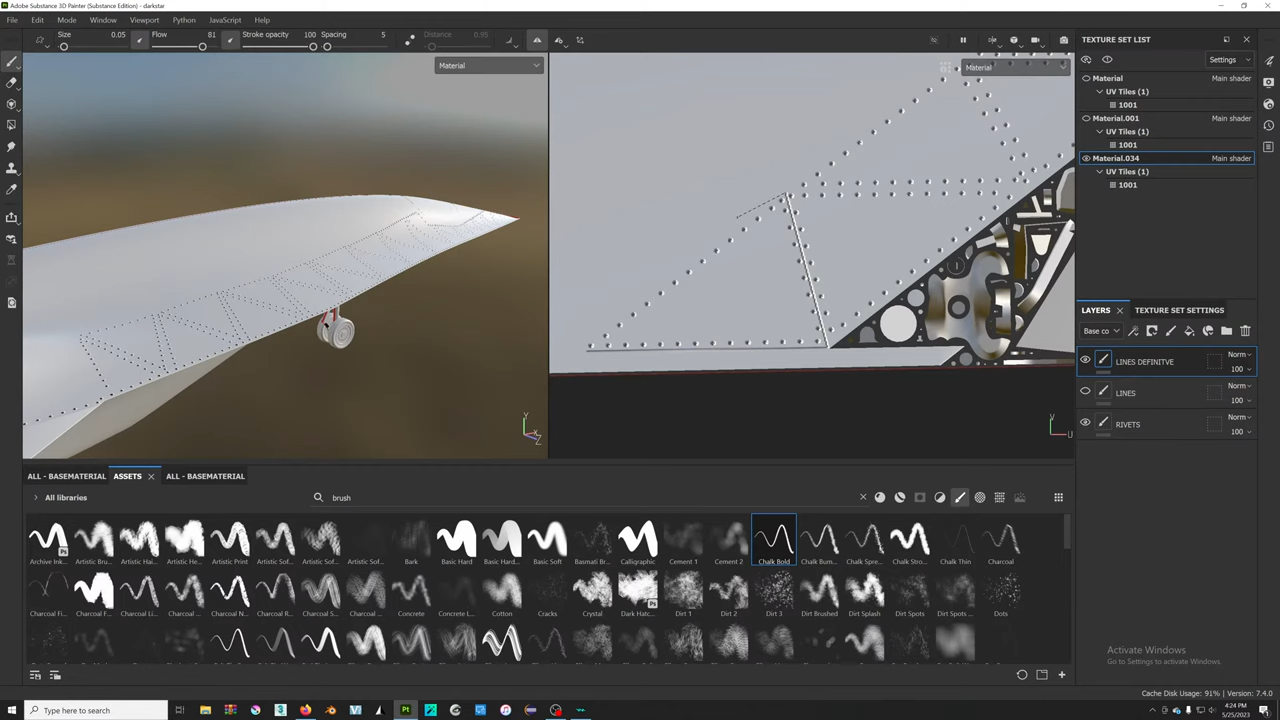 Adobe Substance 3D Painter (Substance Edition) - darkstar
File Edit Mode Window Viewport Python JavaScript Help
Size 0.05 Flow 81 Stroke opacity 100 Spacing 5 Distance 0.95
Material
Material
TEXTURE SET LIST
Settings
Material Main shader
UV Tiles (1)
1001
Material.001 Main shader
UV Tiles (1)
1001
Material.034 Main shader
UV Tiles (1)
1001
LAYERS TEXTURE SET SETTINGS
Base co
LINES DEFINITVE Norm 100
LINES Norm 100
RIVETS Norm 100
ALL - BASEMATERIAL ASSETS ALL - BASEMATERIAL
All libraries brush
Archive Ink... Artistic Bru... Artistic Hai... Artistic He... Artistic Print Artistic Sof... Artistic Sof... Artistic Sof... Bark Basic Hard Basic Hard... Basic Soft Basmati Br... Calligraphic Cement 1 Cement 2 Chalk Bold Chalk Bum... Chalk Spre... Chalk Stro... Chalk Thin Charcoal
Charcoal Fi... Charcoal F... Charcoal Li... Charcoal ... Charcoal N... Charcoal R... Charcoal S... Charcoal ... Concrete Concrete L... Cotton Cracks Crystal Dark Hatc... Dirt 1 Dirt 2 Dirt 3 Dirt Brushed Dirt Splash Dirt Spots Dirt Spots ... Dots
Activate Windows
Go to Settings to activate Windows.
Cache Disk Usage: 91% | Version: 7.4.0
Type here to search
4:24 PM
5/25/2023